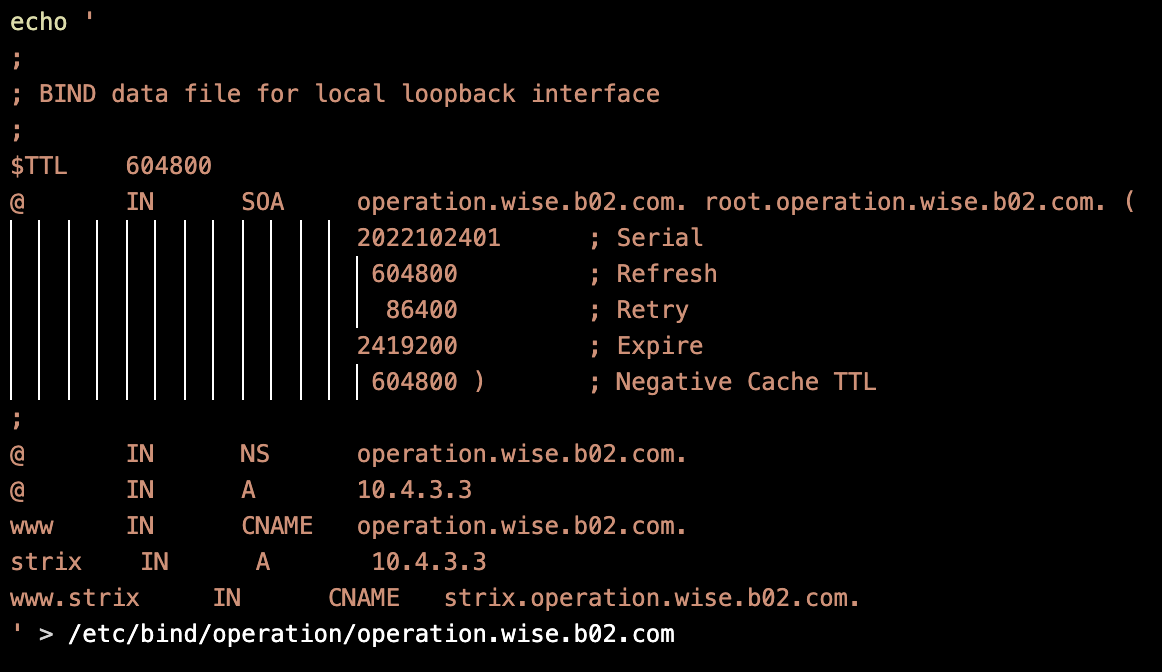 echo '
;
; BIND data file for local loopback interface
;
$TTL    604800
@       IN      SOA     operation.wise.b02.com. root.operation.wise.b02.com. (
                        2022102401      ; Serial
                         604800         ; Refresh
                          86400         ; Retry
                        2419200         ; Expire
                         604800 )       ; Negative Cache TTL
;
@       IN      NS      operation.wise.b02.com.
@       IN      A       10.4.3.3
www     IN      CNAME   operation.wise.b02.com.
strix    IN      A       10.4.3.3
www.strix     IN      CNAME   strix.operation.wise.b02.com.
' > /etc/bind/operation/operation.wise.b02.com